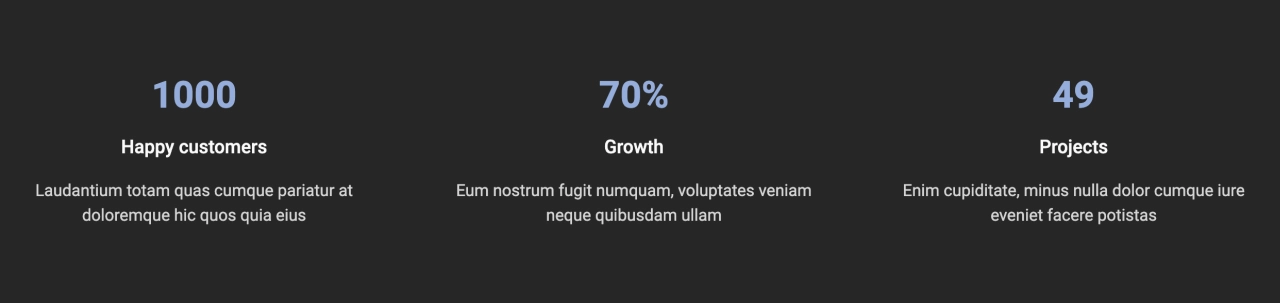 1000
Happy customers
Laudantium totam quas cumque pariatur at
doloremque hic quos quia eius
70%
Growth
Eum nostrum fugit numquam, voluptates veniam
neque quibusdam ullam
49
Projects
Enim cupiditate, minus nulla dolor cumque iure
eveniet facere potistas